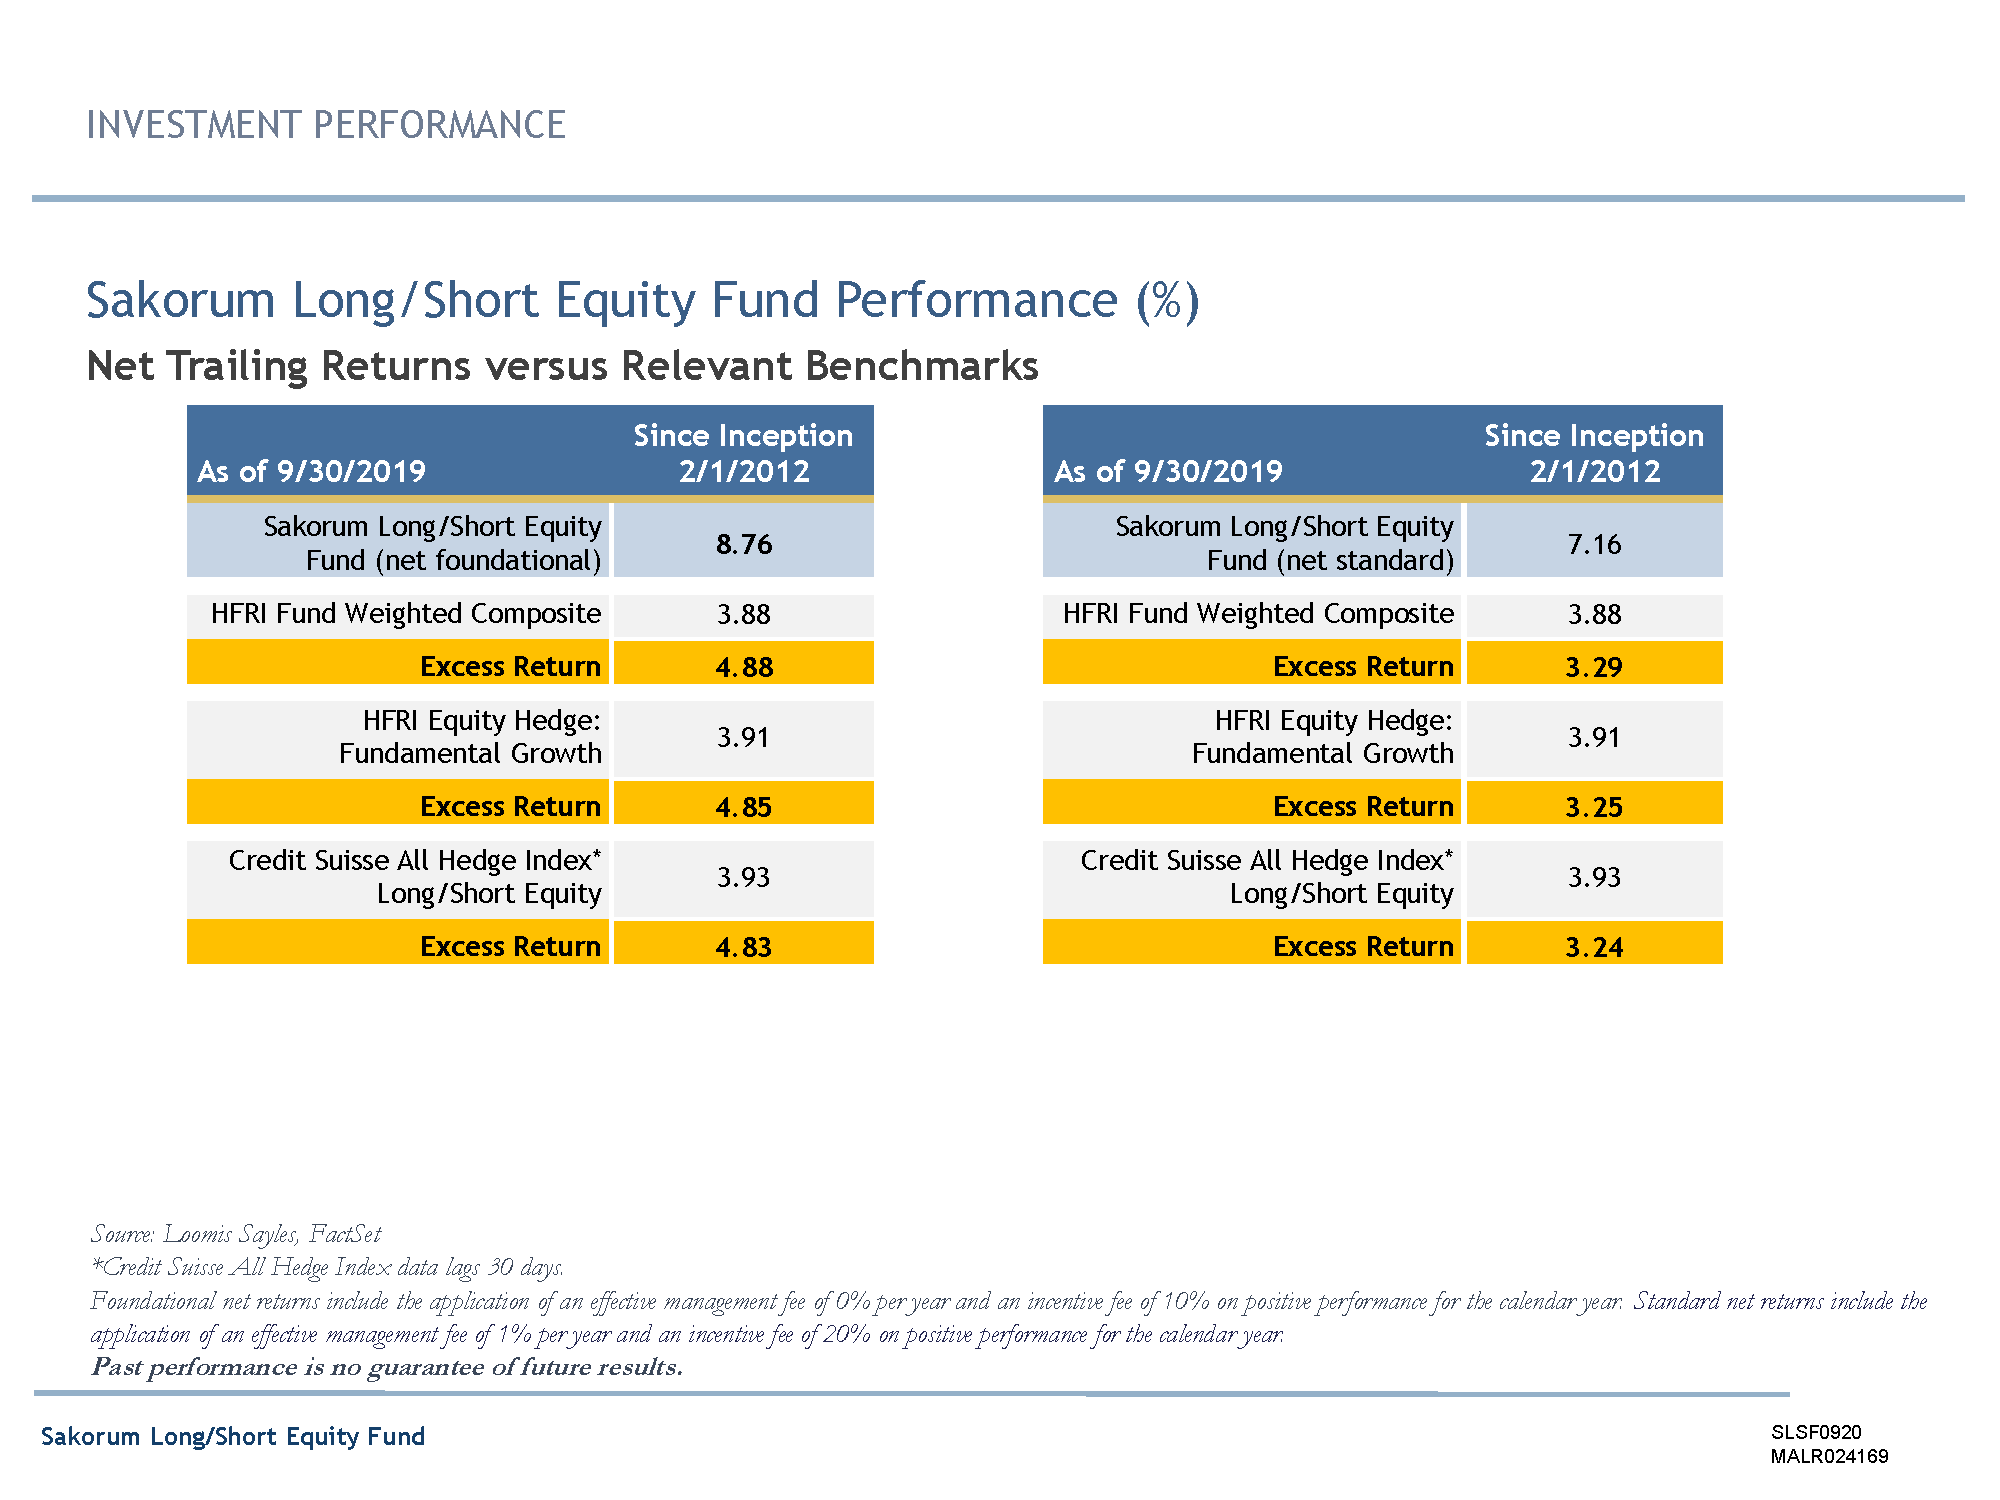 INVESTMENT PERFORMANCE
Sakorum Long/Short Equity Fund Performance (%)
Net Trailing Returns versus Relevant Benchmarks
Since Inception
As of 9/30/2019 2/1/2012
Sakorum Long/Short Equity
Fund (net foundational) 8.76
HFRI Fund Weighted Composite 3.88
Excess Return 4.88
HFRI Equity Hedge:
Fundamental Growth 3.91
Excess Return 4.85
Credit Suisse All Hedge Index*
Long/Short Equity 3.93
Excess Return 4.83
Since Inception
As of 9/30/2019 2/1/2012
Sakorum Long/Short Equity
Fund (net standard) 7.16
HFRI Fund Weighted Composite 3.88
Excess Return 3.29
HFRI Equity Hedge:
Fundamental Growth 3.91
Excess Return 3.25
Credit Suisse All Hedge Index*
Long/Short Equity 3.93
Excess Return 3.24
Source: Loomis Sayles, FactSet
*Credit Suisse All Hedge Index data lags 30 days.
Foundational net returns include the application of an effective management fee of 0% per year and an incentive fee of 10% on positive performance for the calendar year. Standard net returns include the
application of an effective management fee of 1% per year and an incentive fee of 20% on positive performance for the calendar year.
Past performance is no guarantee of future results.
Sakorum Long/Short Equity Fund
SLSF0920
MALR024169